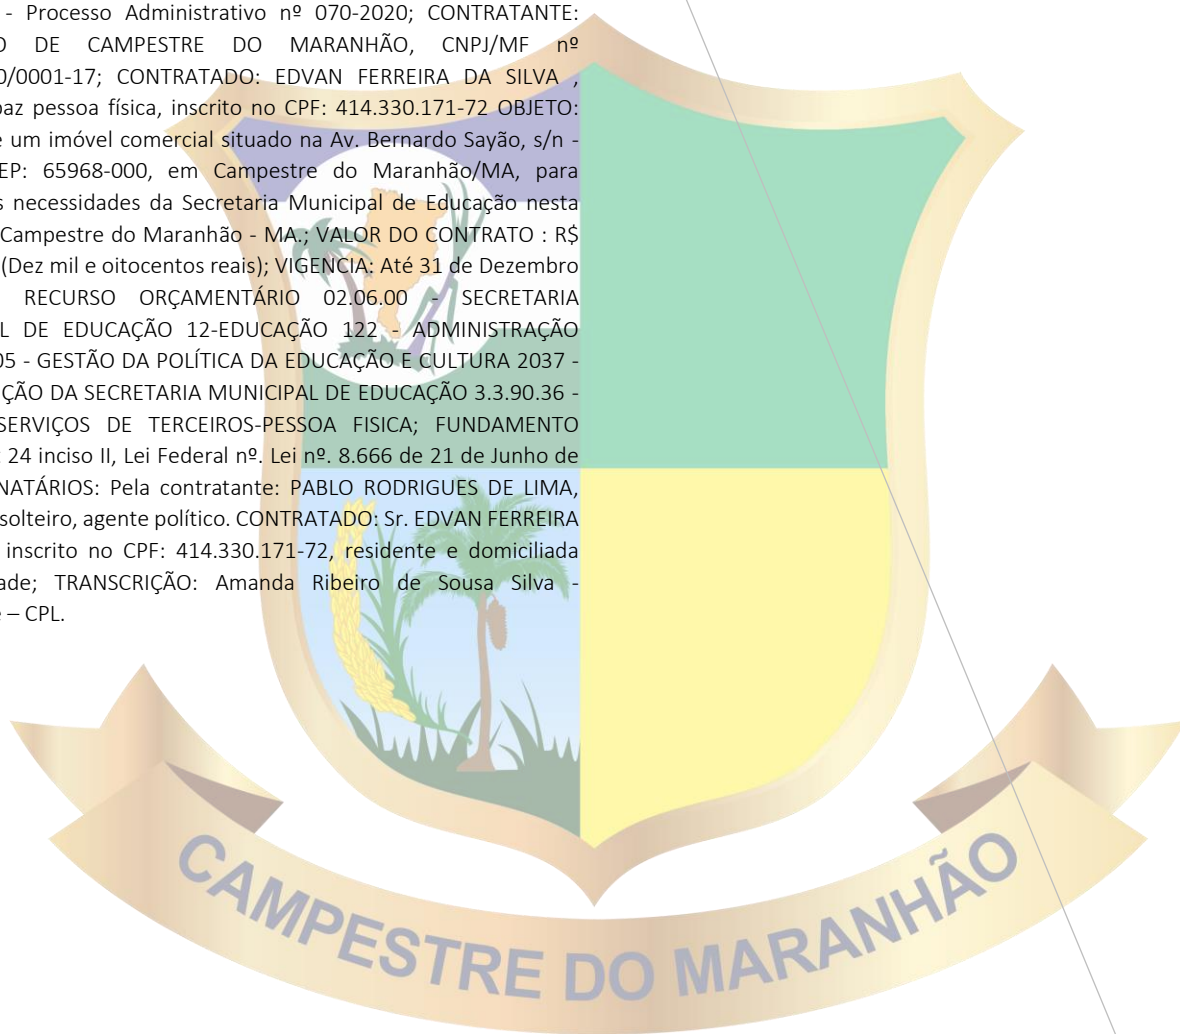 - Processo Administrativo nº 070-2020; CONTRATANTE:
DE CAMPESTRE DO MARANHÃO, CNPJ/MF nº
0/0001-17; CONTRATADO: EDVAN FERREIRA DA SILVA ,
paz pessoa física, inscrito no CPF: 414.330.171-72 OBJETO:
e um imóvel comercial situado na Av. Bernardo Sayão, s/n -
EP: 65968-000, em Campestre do Maranhão/MA, para
s necessidades da Secretaria Municipal de Educação nesta
Campestre do Maranhão - MA.; VALOR DO CONTRATO : R$
(Dez mil e oitocentos reais); VIGENCIA: Até 31 de Dezembro
RECURSO ORÇAMENTÁRIO 02.06.00 - SECRETARIA
L DE EDUCAÇÃO 12-EDUCAÇÃO 122 - ADMINISTRAÇÃO
05 - GESTÃO DA POLÍTICA DA EDUCAÇÃO E CULTURA 2037 -
ÇÃO DA SECRETARIA MUNICIPAL DE EDUCAÇÃO 3.3.90.36 -
SERVIÇOS DE TERCEIROS-PESSOA FISICA; FUNDAMENTO
24 inciso II, Lei Federal nº. Lei nº. 8.666 de 21 de Junho de
NATÁRIOS: Pela contratante: PABLO RODRIGUES DE LIMA,
solteiro, agente político. CONTRATADO: Sr. EDVAN FERREIRA
inscrito no CPF: 414.330.171-72, residente e domiciliada
ade; TRANSCRIÇÃO: Amanda Ribeiro de Sousa Silva -
e – CPL.
CAMPESTRE DO MARANHÃO